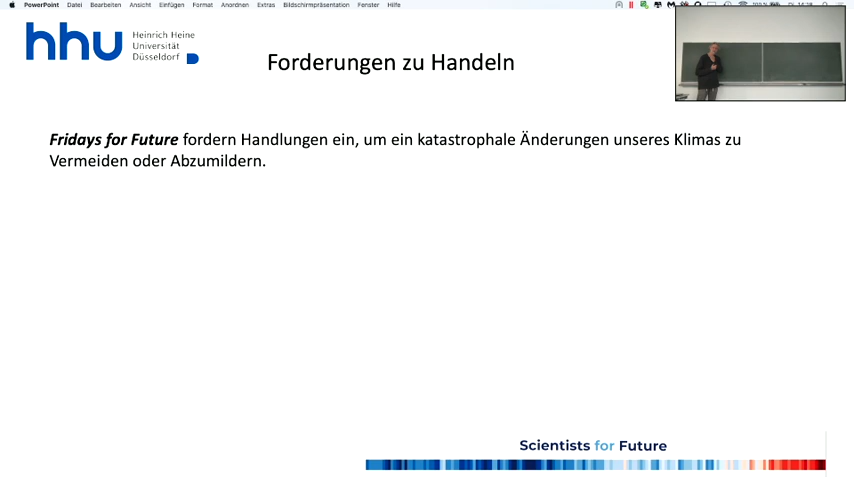 PowerPoint Datei Bearbeiten Ansicht Einfügen Format Anordnen Extras Bildschirmpräsentation Fenster Hilfe
hhu Heinrich Heine
Universität
Düsseldorf
Forderungen zu Handeln
Fridays for Future fordern Handlungen ein, um ein katastrophale Änderungen unseres Klimas zu
Vermeiden oder Abzumildern.
Scientists for Future